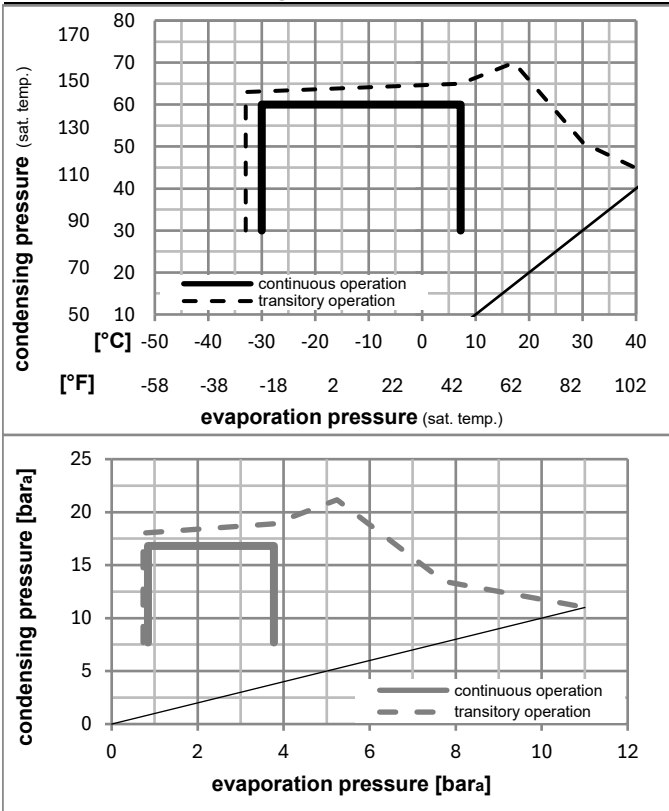 condensing pressure (sat. temp.)
170 80
150 70
130 60
110 50
90 40
70 30
50 20
10
continuous operation
transitory operation
[°C] -50 -40 -30 -20 -10 0 10 20 30 40
[°F] -58 -38 -18 2 22 42 62 82 102
evaporation pressure (sat. temp.)
condensing pressure [bara]
25
20
15
10
5
0
continuous operation
transitory operation
0 2 4 6 8 10 12
evaporation pressure [bara]